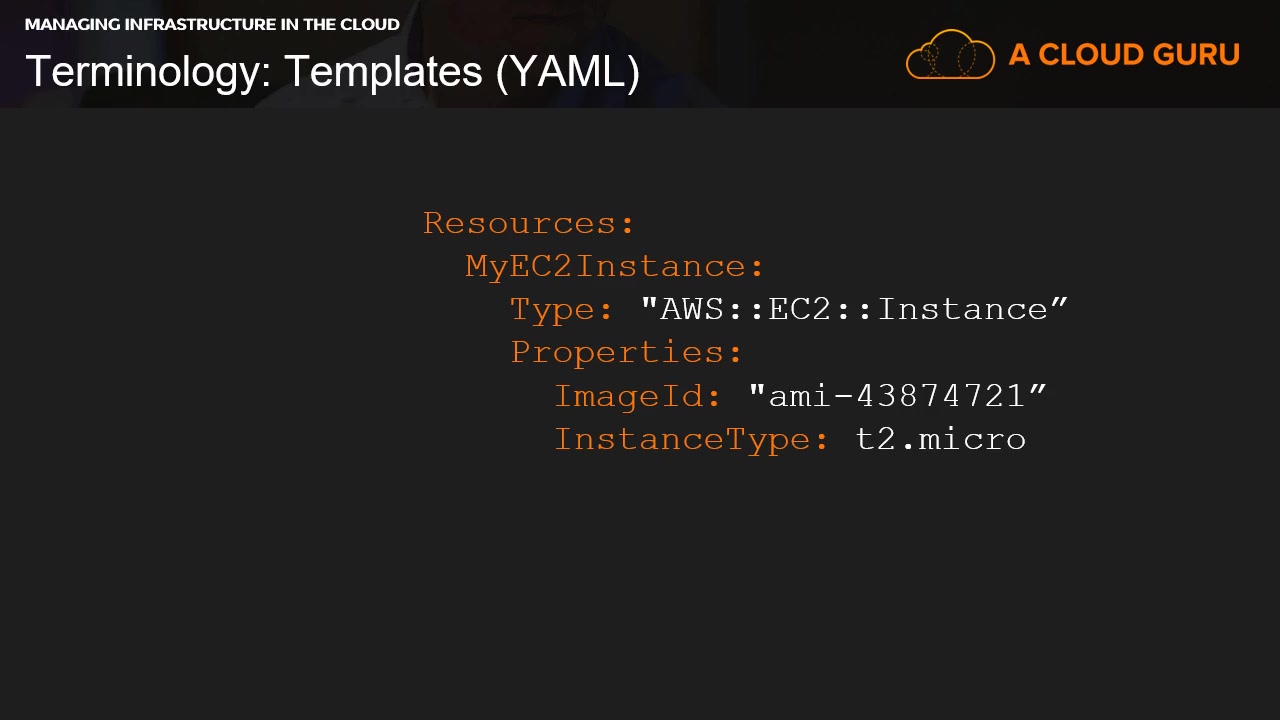 MANAGING INFRASTRUCTURE IN THE CLOUD
Terminology: Templates (YAML)
A CLOUD GURU
Resources:
  MyEC2Instance:
    Type: "AWS::EC2::Instance”
    Properties:
      ImageId: "ami-43874721”
      InstanceType: t2.micro